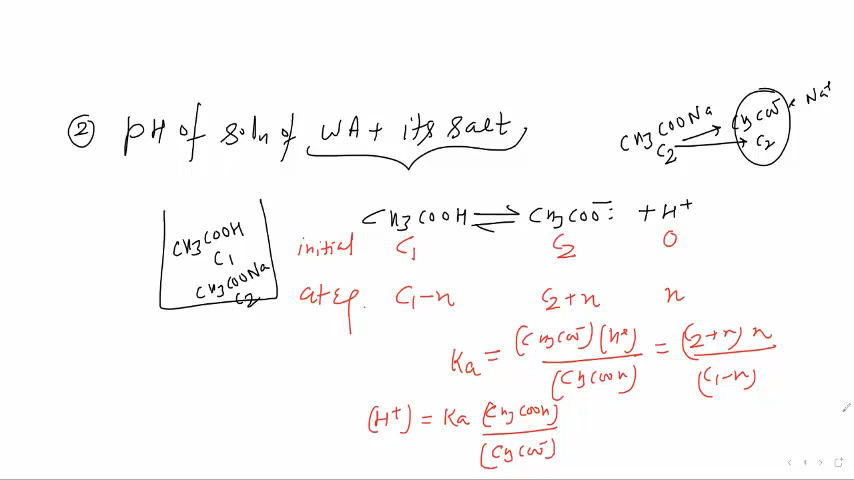 ② pH of soln of WA + its salt
CH3COONa → CH3COO⁻ + Na⁺
C2 → C2
CH3COOH
C1
CH3COONa
C2
CH3COOH ⇌ CH3COO⁻ + H⁺
initial C1 C2 0
at eq. C1-x C2+x x
Ka = (CH3COO⁻)(H⁺) / (CH3COOH) = (C2+x) x / (C1-x)
(H⁺) = Ka (CH3COOH) / (CH3COO⁻)